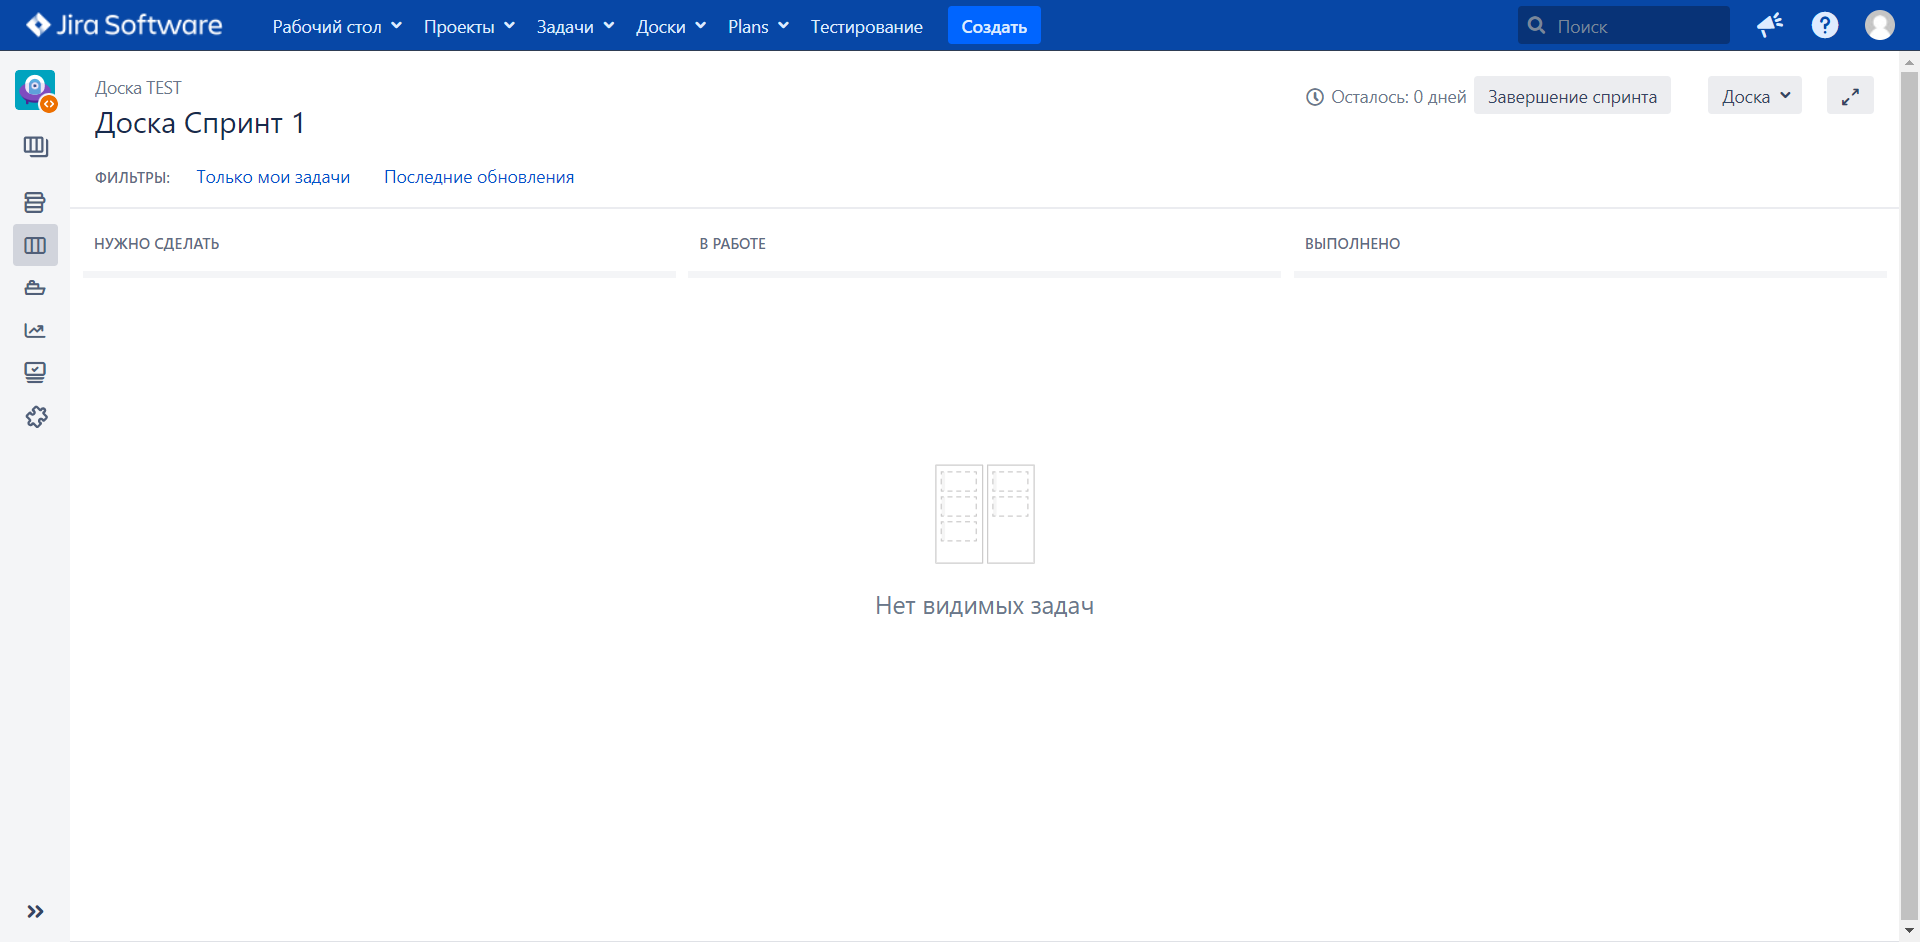 Jira Software Рабочий стол Проекты Задачи Доски Plans Тестирование Создать Поиск ?
Доска TEST
Доска Спринт 1
Осталось: 0 дней Завершение спринта Доска
ФИЛЬТРЫ: Только мои задачи Последние обновления
НУЖНО СДЕЛАТЬ В РАБОТЕ ВЫПОЛНЕНО
Нет видимых задач